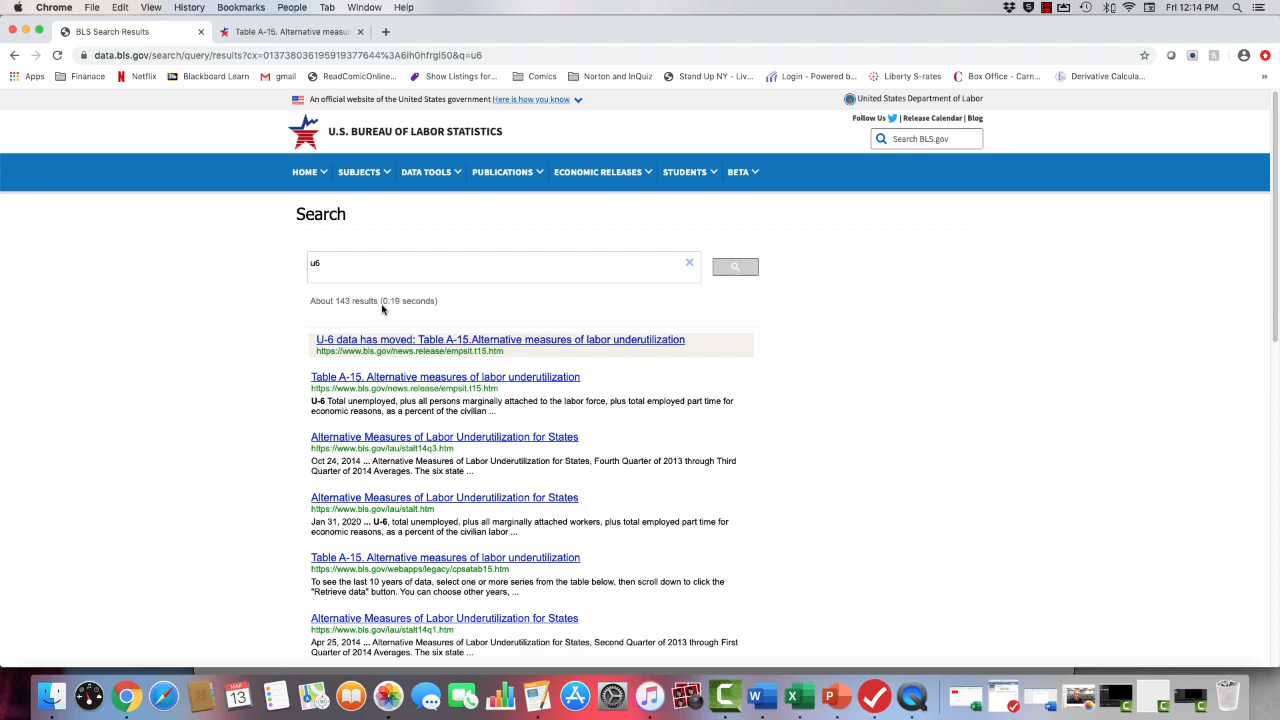 Chrome File Edit View History Bookmarks People Tab Window Help Fri 12:14 PM
BLS Search Results
Table A-15. Alternative measur
data.bls.gov/search/query/results?cx=013738036195919377644%3A6ih0hfrgl50&q=u6
Apps Finance Netflix Blackboard Learn gmail ReadComicOnline... Show Listings for... Comics Norton and InQuiz Stand Up NY - Liv... Login - Powered b... Liberty S-rates Box Office - Carn... Derivative Calcula... »
An official website of the United States government Here is how you know
United States Department of Labor
Follow Us | Release Calendar | Blog
U.S. BUREAU OF LABOR STATISTICS
Search BLS.gov
HOME SUBJECTS DATA TOOLS PUBLICATIONS ECONOMIC RELEASES STUDENTS BETA
Search
u6
About 143 results (0.19 seconds)
U-6 data has moved: Table A-15.Alternative measures of labor underutilization
https://www.bls.gov/news.release/empsit.t15.htm
Table A-15. Alternative measures of labor underutilization
https://www.bls.gov/news.release/empsit.t15.htm
U-6 Total unemployed, plus all persons marginally attached to the labor force, plus total employed part time for
economic reasons, as a percent of the civilian ...
Alternative Measures of Labor Underutilization for States
https://www.bls.gov/lau/stalt14q3.htm
Oct 24, 2014 ... Alternative Measures of Labor Underutilization for States, Fourth Quarter of 2013 through Third
Quarter of 2014 Averages. The six state ...
Alternative Measures of Labor Underutilization for States
https://www.bls.gov/lau/stalt.htm
Jan 31, 2020 ... U-6, total unemployed, plus all marginally attached workers, plus total employed part time for
economic reasons, as a percent of the civilian labor ...
Table A-15. Alternative measures of labor underutilization
https://www.bls.gov/webapps/legacy/cpsatab15.htm
To see the last 10 years of data, select one or more series from the table below, then scroll down to click the
"Retrieve data" button. You can choose other years, ...
Alternative Measures of Labor Underutilization for States
https://www.bls.gov/lau/stalt14q1.htm
Apr 25, 2014 ... Alternative Measures of Labor Underutilization for States, Second Quarter of 2013 through First
Quarter of 2014 Averages. The six state ...
MAR
13